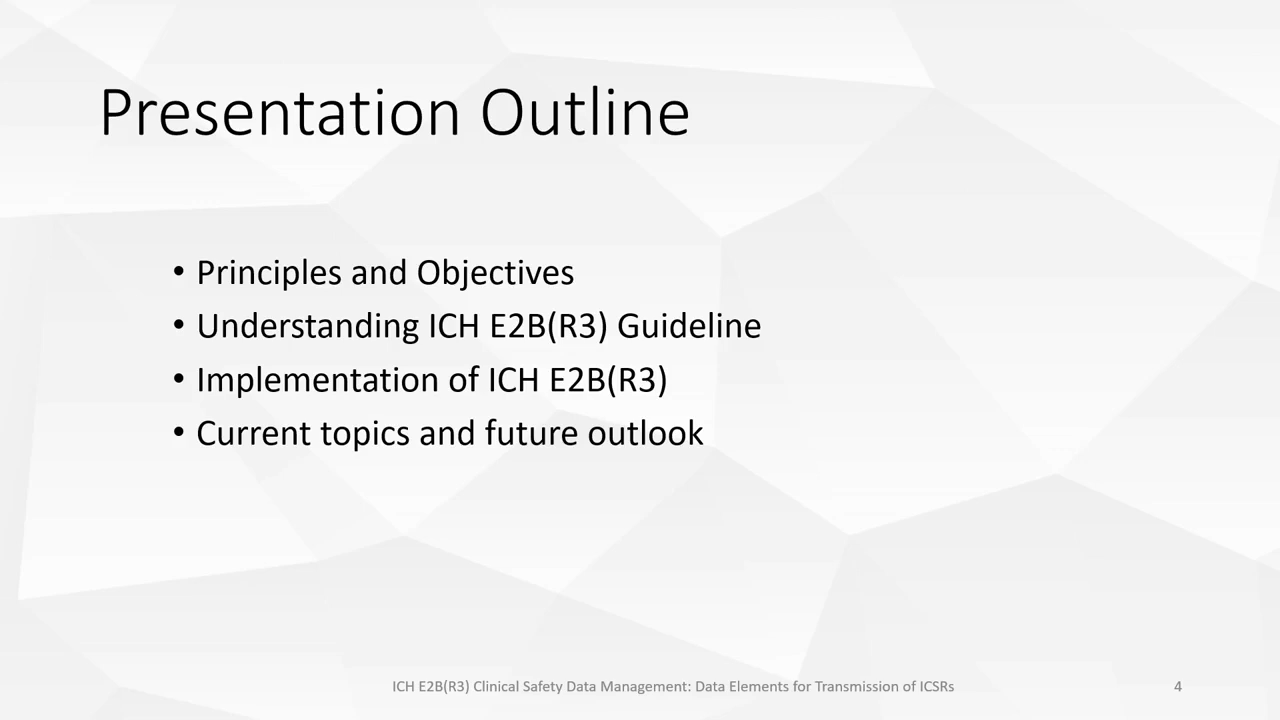 Presentation Outline
• Principles and Objectives
• Understanding ICH E2B(R3) Guideline
• Implementation of ICH E2B(R3)
• Current topics and future outlook
ICH E2B(R3) Clinical Safety Data Management: Data Elements for Transmission of ICSRs
4